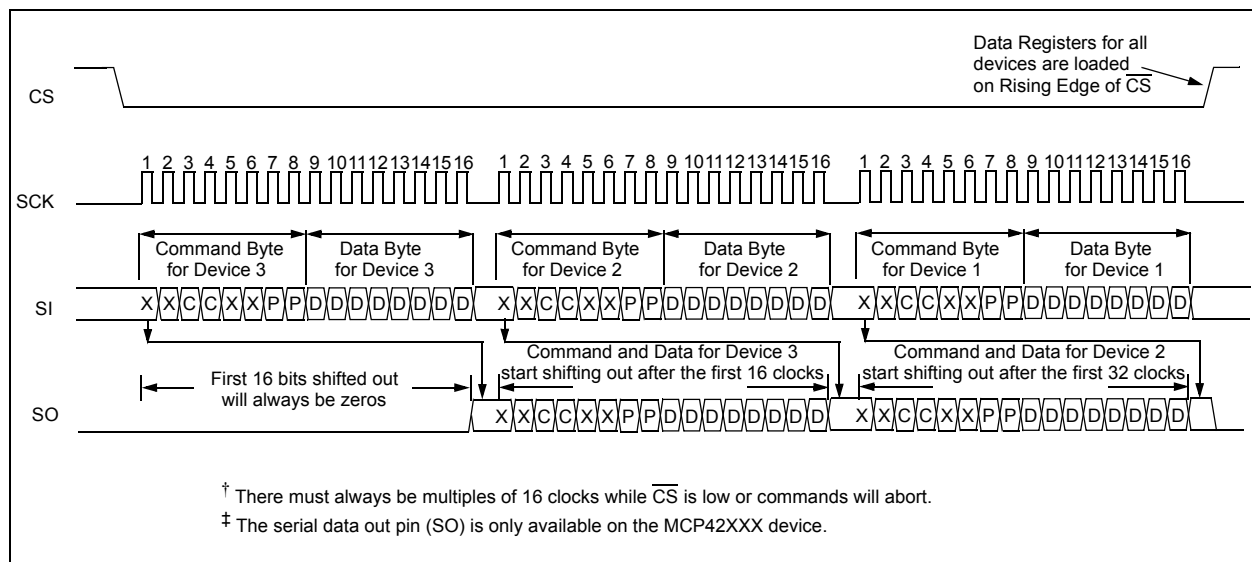 Data Registers for all
devices are loaded
on Rising Edge of CS
CS
1 2 3 4 5 6 7 8 9 10 11 12 13 14 15 16 1 2 3 4 5 6 7 8 9 10 11 12 13 14 15 16 1 2 3 4 5 6 7 8 9 10 11 12 13 14 15 16
SCK
Command Byte
for Device 3
Data Byte
for Device 3
Command Byte
for Device 2
Data Byte
for Device 2
Command Byte
for Device 1
Data Byte
for Device 1
SI
X X C C X X P P D D D D D D D D X X C C X X P P D D D D D D D D X X C C X X P P D D D D D D D D
First 16 bits shifted out
will always be zeros
Command and Data for Device 3
start shifting out after the first 16 clocks
Command and Data for Device 2
start shifting out after the first 32 clocks
SO
X X C C X X P P D D D D D D D D X X C C X X P P D D D D D D D D
† There must always be multiples of 16 clocks while CS is low or commands will abort.
‡ The serial data out pin (SO) is only available on the MCP42XXX device.